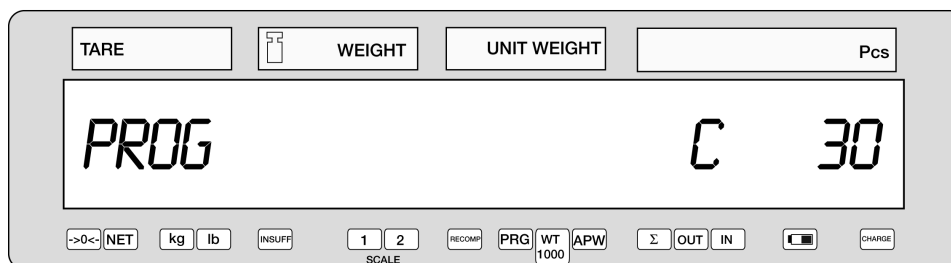 TARE WEIGHT UNIT WEIGHT Pcs
PROG C 30
->0<- NET kg lb INSUFF 1 2 RECOMP PRG WT 1000 APW Σ OUT IN CHARGE
SCALE